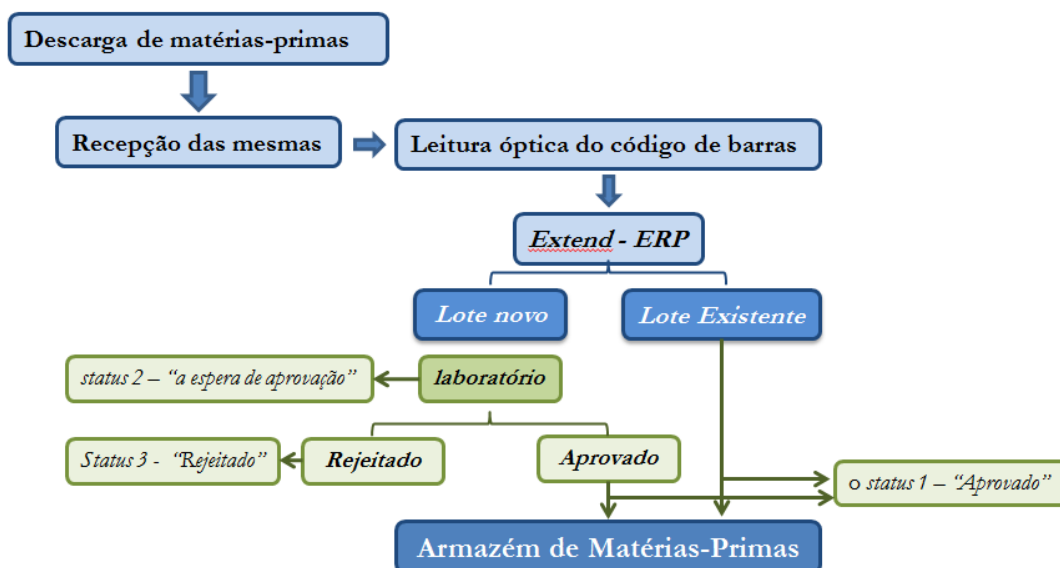 Descarga de matérias-primas
Recepção das mesmas
Leitura óptica do código de barras
Extend - ERP
Lote novo
Lote Existente
status 2 – “a espera de aprovação”
laboratório
Status 3 - “Rejeitado”
Rejeitado
Aprovado
o status 1 – “Aprovado”
Armazém de Matérias-Primas